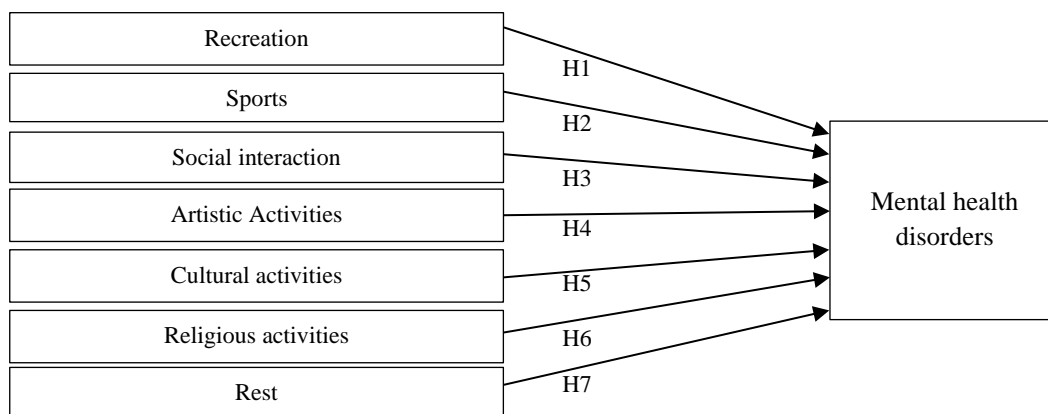 Recreation
H1
Sports
H2
Social interaction
H3
Artistic Activities
H4
Cultural activities
H5
Religious activities
H6
Rest
H7
Mental health
disorders